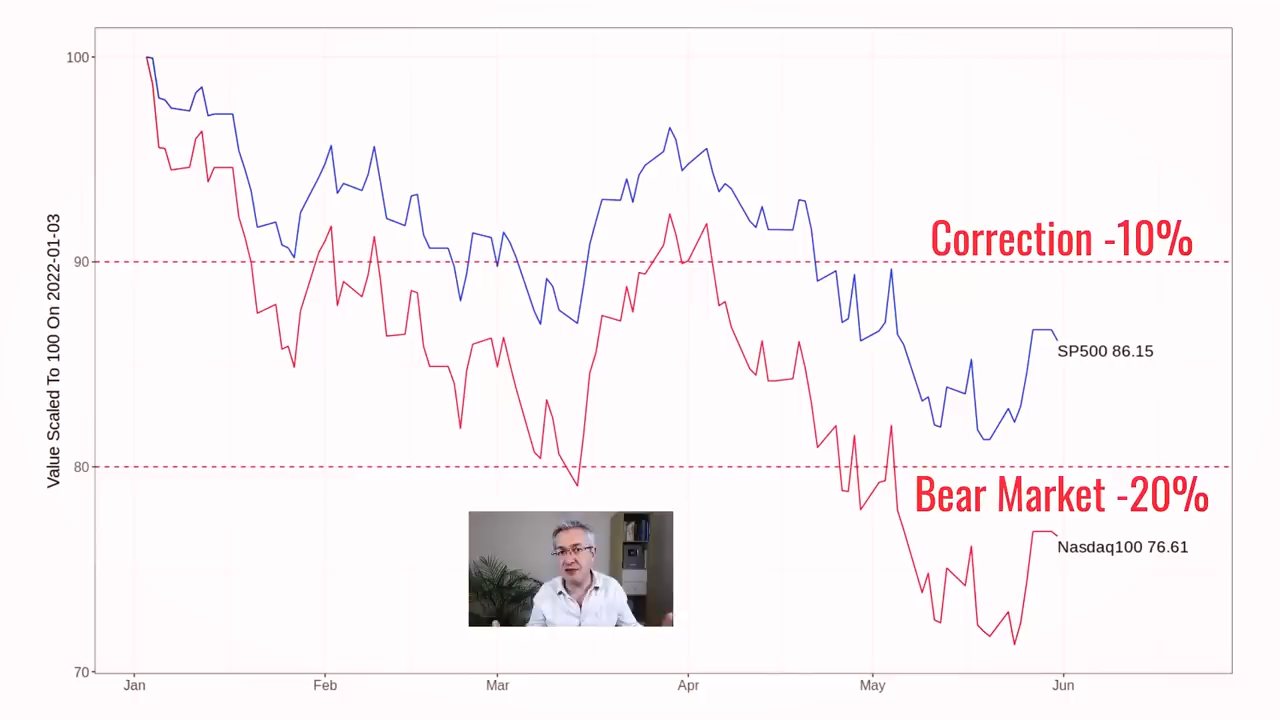 Value Scaled To 100 On 2022-01-03
100
90
80
70
Correction -10%
SP500 86.15
Bear Market -20%
Nasdaq100 76.61
Jan Feb Mar Apr May Jun